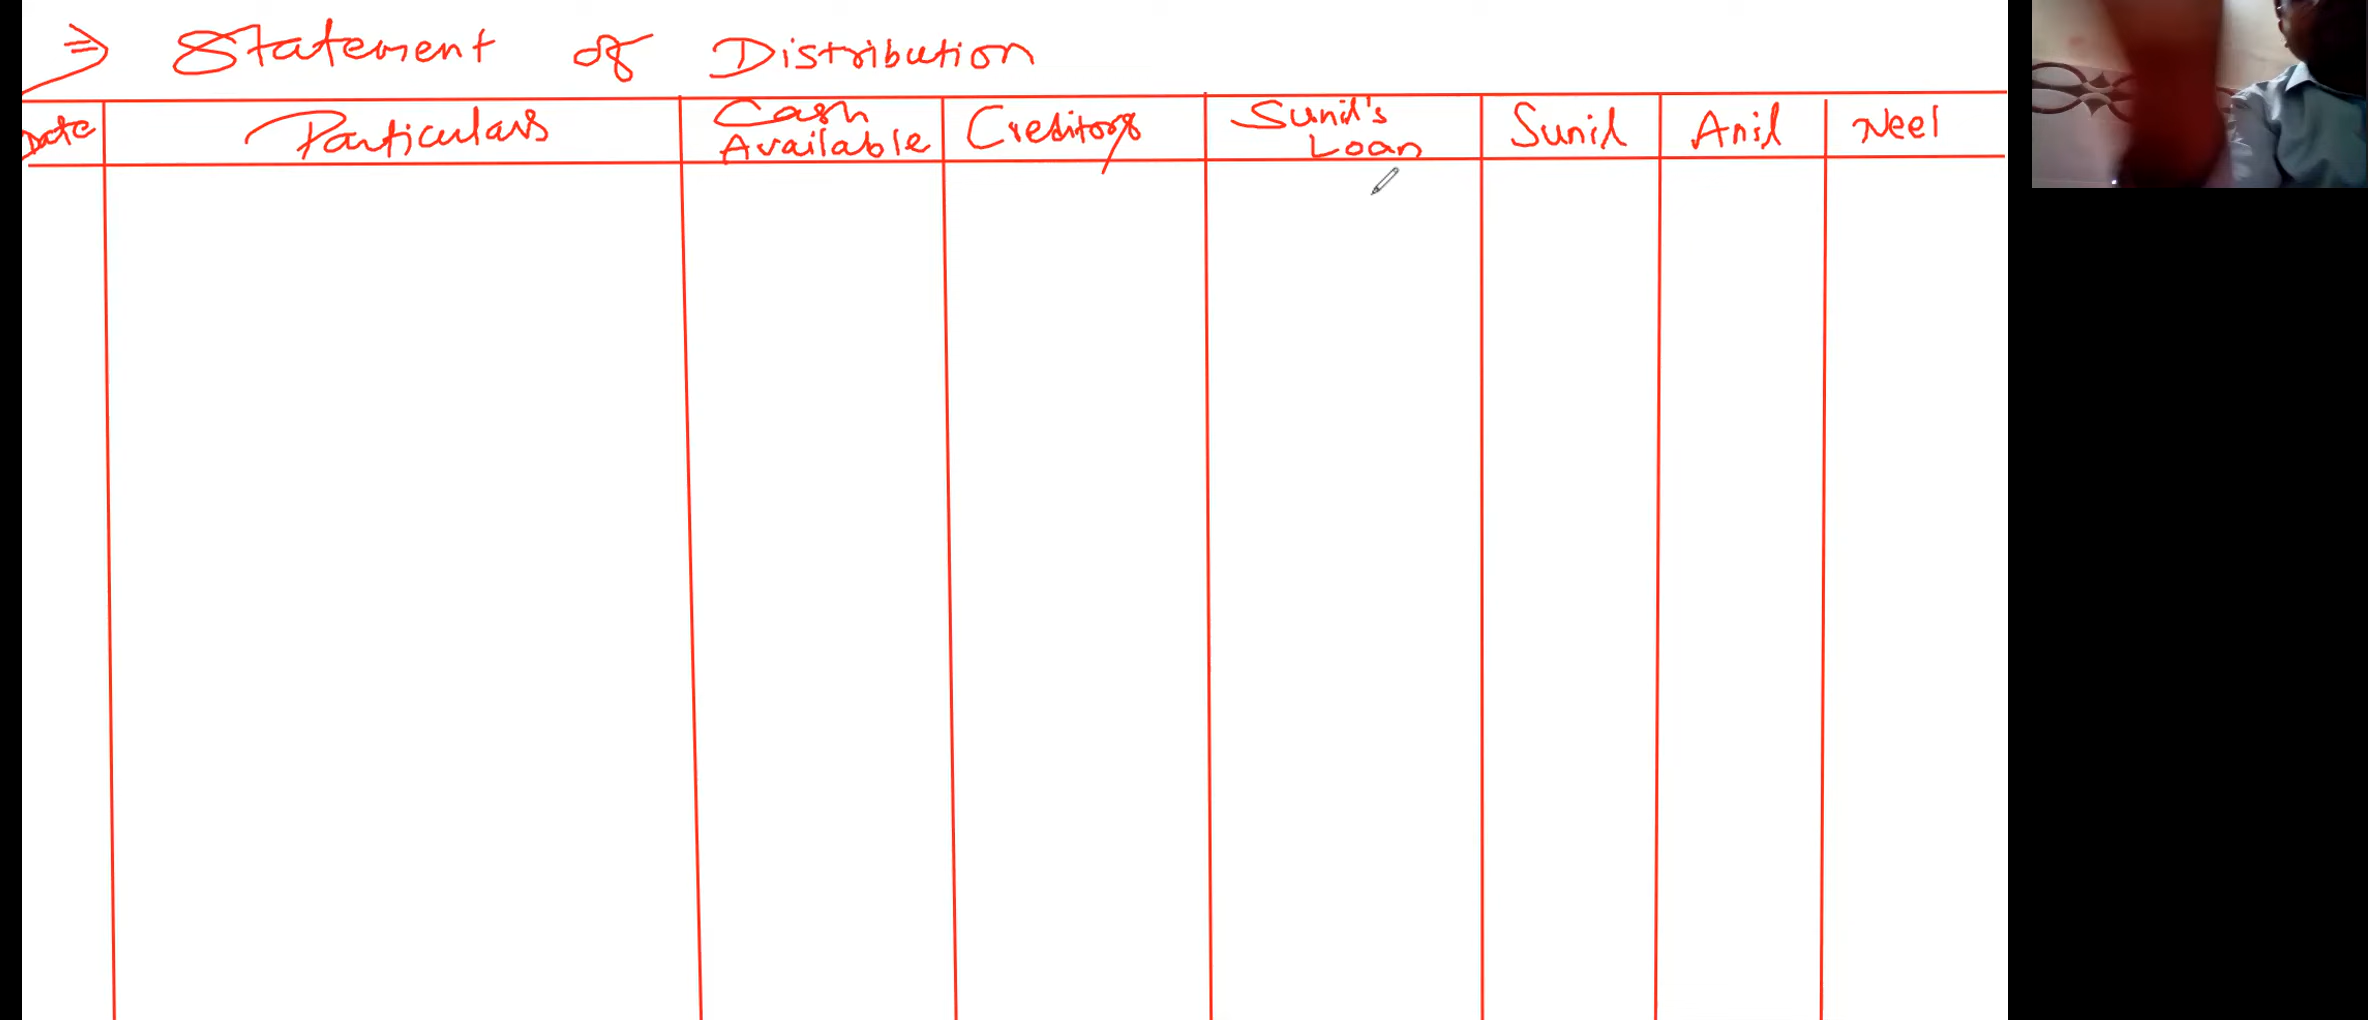 ⇒ Statement of Distribution
Date Particulars Cash Available Creditors Sunil's Loan Sunil Anil Neel